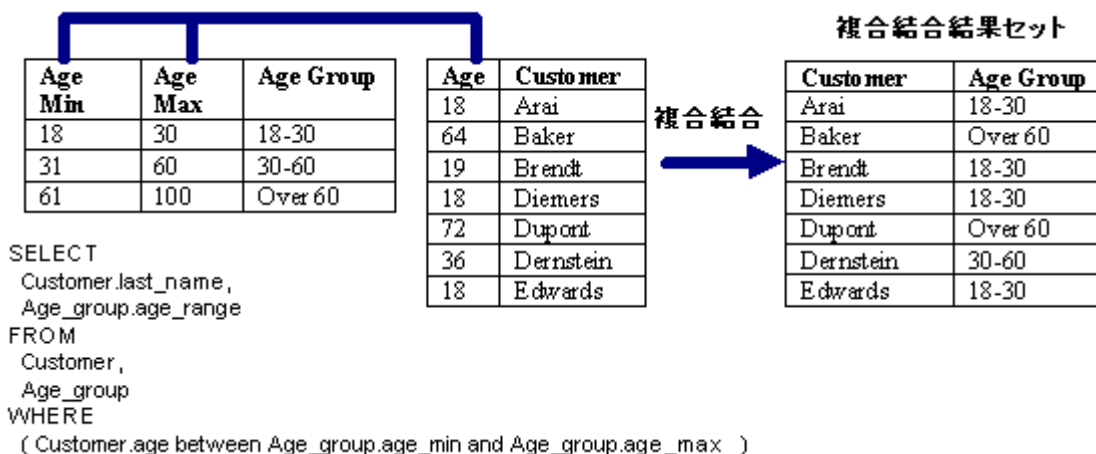 複合結合結果セット
Age Min Age Max Age Group
18 30 18-30
31 60 30-60
61 100 Over 60
Age Customer
18 Arai
64 Baker
19 Brendt
18 Diemers
72 Dupont
36 Dernstein
18 Edwards
複合結合
Customer Age Group
Arai 18-30
Baker Over 60
Brendt 18-30
Diemers 18-30
Dupont Over 60
Dernstein 30-60
Edwards 18-30
SELECT
Customer.last_name,
Age_group.age_range
FROM
Customer,
Age_group
WHERE
( Customer.age between Age_group.age_min and Age_group.age_max )